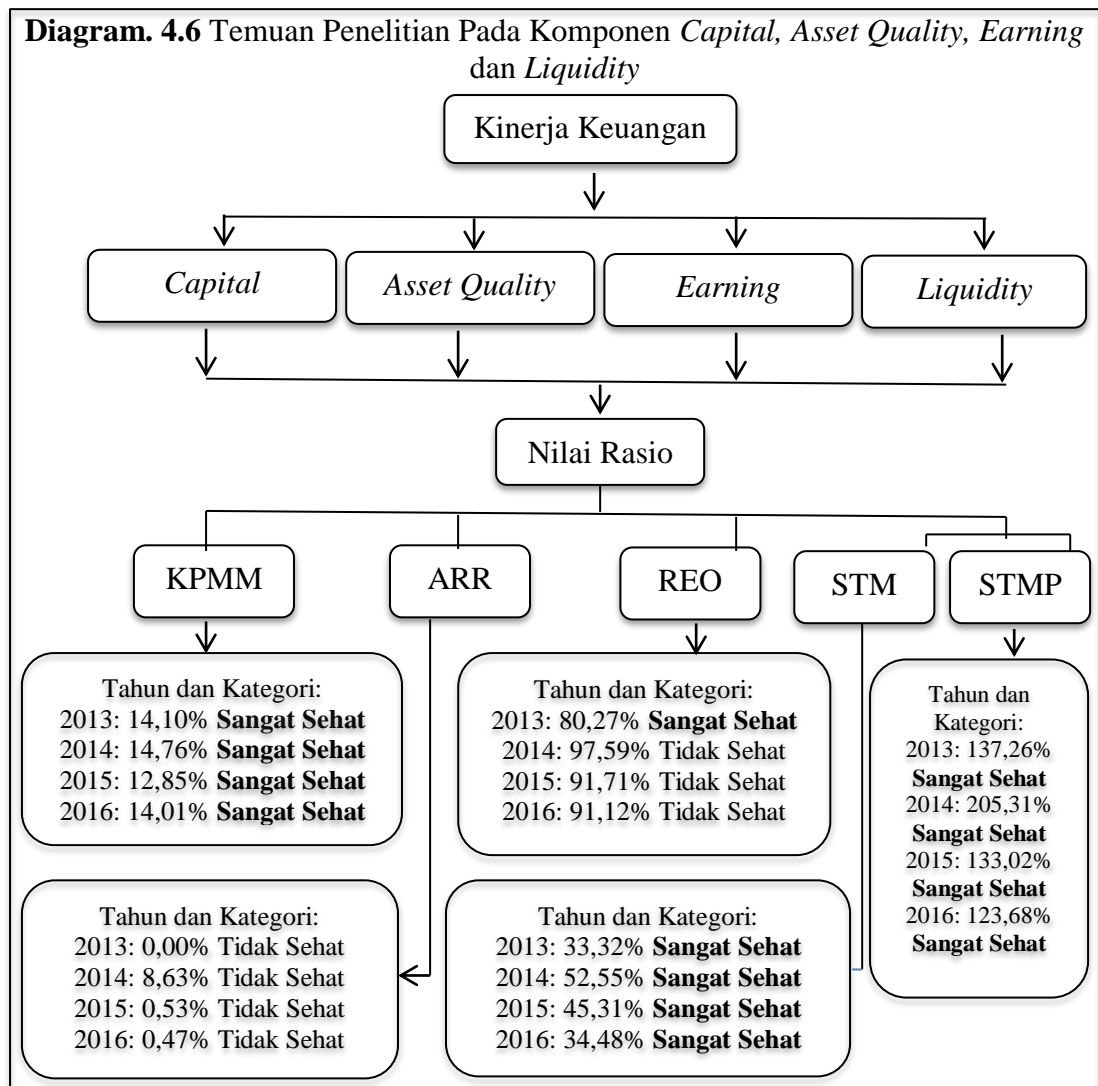 Diagram. 4.6 Temuan Penelitian Pada Komponen Capital, Asset Quality, Earning
dan Liquidity
Kinerja Keuangan
Capital
Asset Quality
Earning
Liquidity
Nilai Rasio
KPMM
ARR
REO
STM
STMP
Tahun dan Kategori:
2013: 14,10% Sangat Sehat
2014: 14,76% Sangat Sehat
2015: 12,85% Sangat Sehat
2016: 14,01% Sangat Sehat
Tahun dan Kategori:
2013: 80,27% Sangat Sehat
2014: 97,59% Tidak Sehat
2015: 91,71% Tidak Sehat
2016: 91,12% Tidak Sehat
Tahun dan
Kategori:
2013: 137,26%
Sangat Sehat
2014: 205,31%
Sangat Sehat
2015: 133,02%
Sangat Sehat
2016: 123,68%
Sangat Sehat
Tahun dan Kategori:
2013: 0,00% Tidak Sehat
2014: 8,63% Tidak Sehat
2015: 0,53% Tidak Sehat
2016: 0,47% Tidak Sehat
Tahun dan Kategori:
2013: 33,32% Sangat Sehat
2014: 52,55% Sangat Sehat
2015: 45,31% Sangat Sehat
2016: 34,48% Sangat Sehat